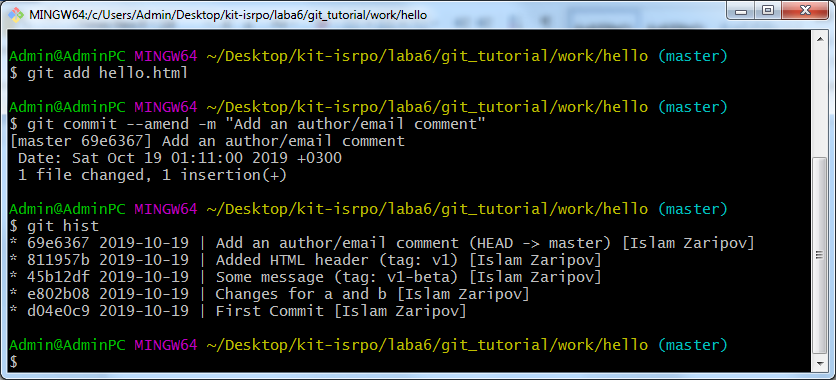 MINGW64:/c/Users/Admin/Desktop/kit-isrpo/laba6/git_tutorial/work/hello
Admin@AdminPC MINGW64 ~/Desktop/kit-isrpo/laba6/git_tutorial/work/hello (master)
$ git add hello.html
Admin@AdminPC MINGW64 ~/Desktop/kit-isrpo/laba6/git_tutorial/work/hello (master)
$ git commit --amend -m "Add an author/email comment"
[master 69e6367] Add an author/email comment
Date: Sat Oct 19 01:11:00 2019 +0300
1 file changed, 1 insertion(+)
Admin@AdminPC MINGW64 ~/Desktop/kit-isrpo/laba6/git_tutorial/work/hello (master)
$ git hist
* 69e6367 2019-10-19 | Add an author/email comment (HEAD -> master) [Islam Zaripov]
* 811957b 2019-10-19 | Added HTML header (tag: v1) [Islam Zaripov]
* 45b12df 2019-10-19 | Some message (tag: v1-beta) [Islam Zaripov]
* e802b08 2019-10-19 | Changes for a and b [Islam Zaripov]
* d04e0c9 2019-10-19 | First Commit [Islam Zaripov]
Admin@AdminPC MINGW64 ~/Desktop/kit-isrpo/laba6/git_tutorial/work/hello (master)
$